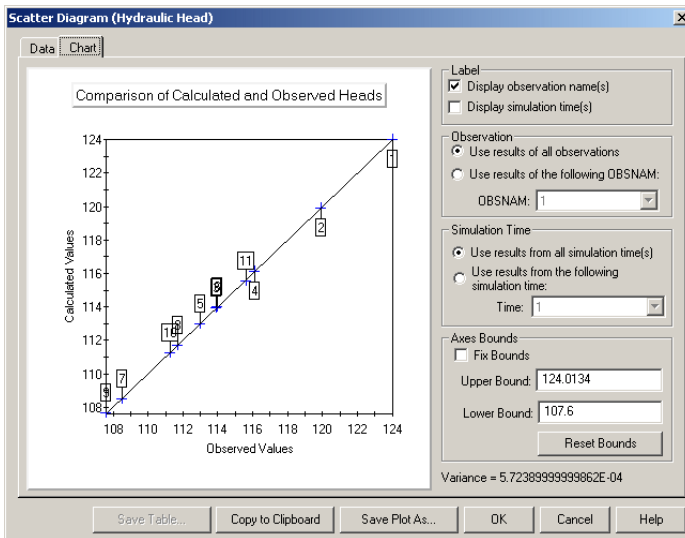 Scatter Diagram (Hydraulic Head)
Data
Chart
Comparison of Calculated and Observed Heads
124
122
120
118
116
114
112
110
108
Calculated Values
1
2
11
4
5
10
7
108
110
112
114
116
118
120
122
124
Observed Values
Label
Display observation name(s)
Display simulation time(s)
Observation
Use results of all observations
Use results of the following OBSNAM:
OBSNAM:
1
Simulation Time
Use results from all simulation time(s)
Use results from the following
simulation time:
Time:
1
Axes Bounds
Fix Bounds
Upper Bound:
124.0134
Lower Bound:
107.6
Reset Bounds
Variance = 5.72389999999862E-04
Save Table...
Copy to Clipboard
Save Plot As...
OK
Cancel
Help